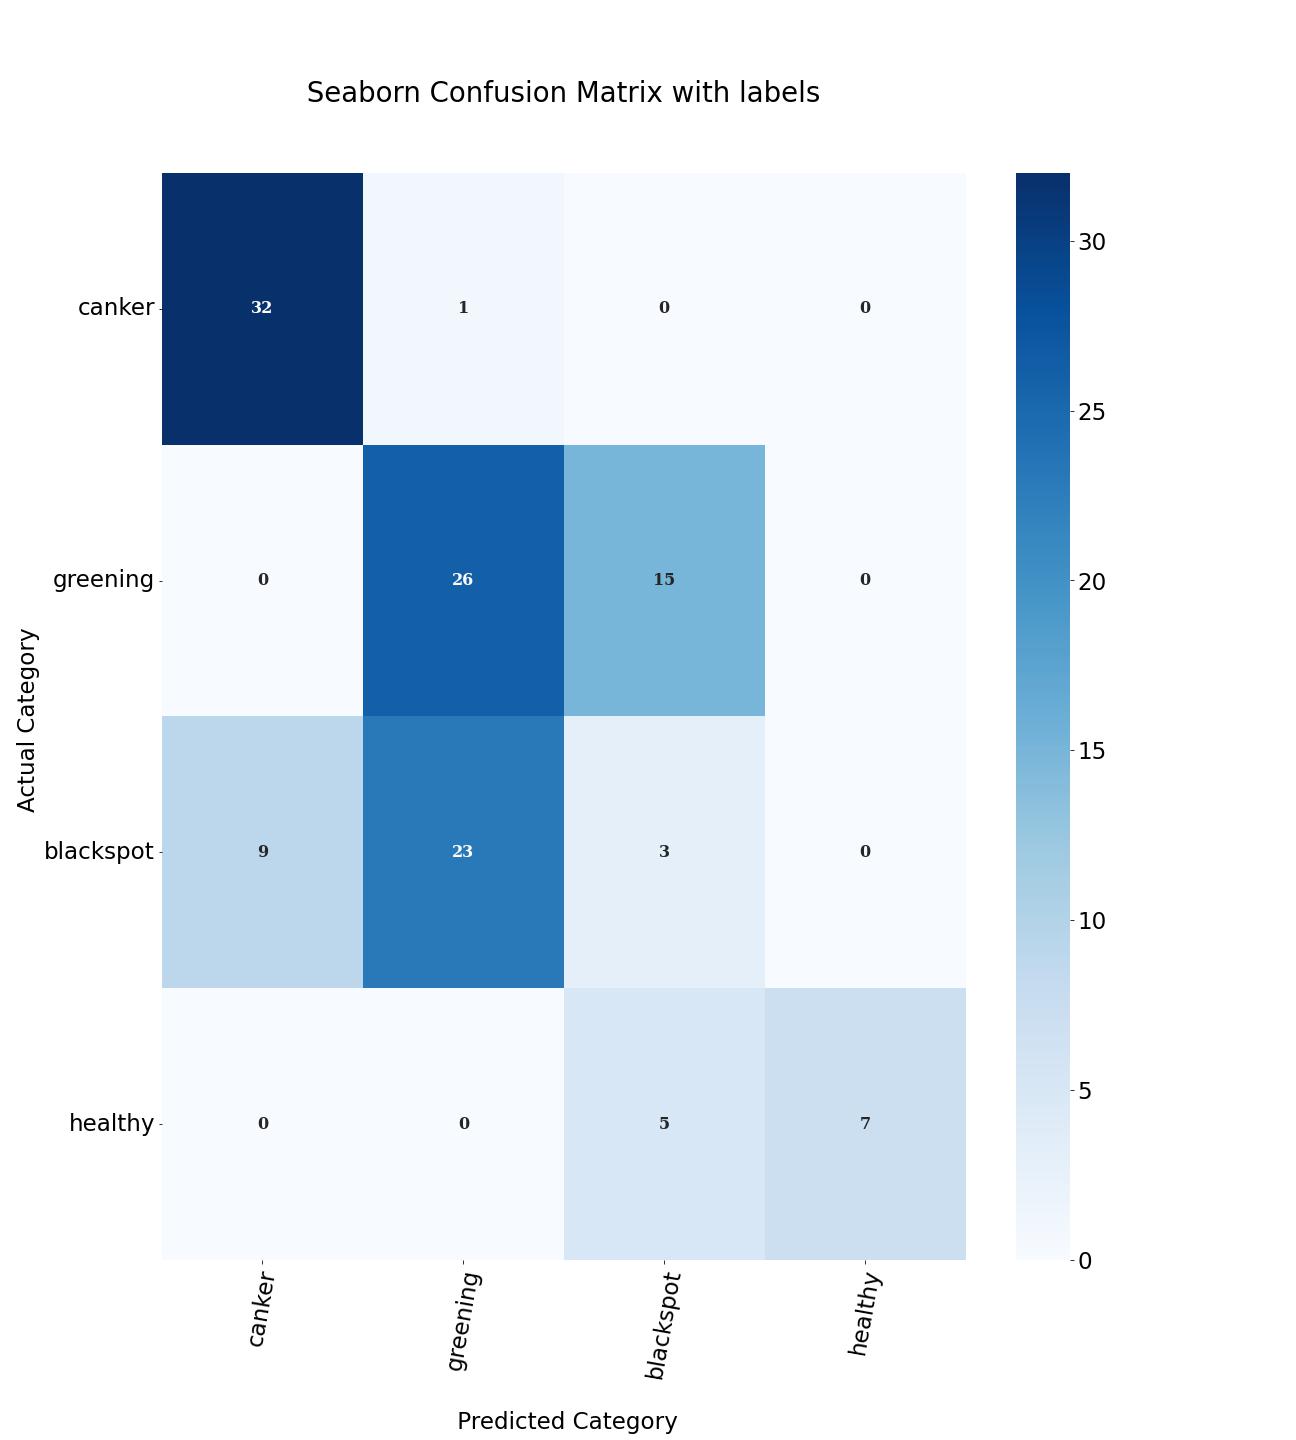 Seaborn Confusion Matrix with labels
canker 32 1 0 0
greening 0 26 15 0
blackspot 9 23 3 0
healthy 0 0 5 7
canker greening blackspot healthy
Predicted Category
Actual Category
30
25
20
15
10
5
0